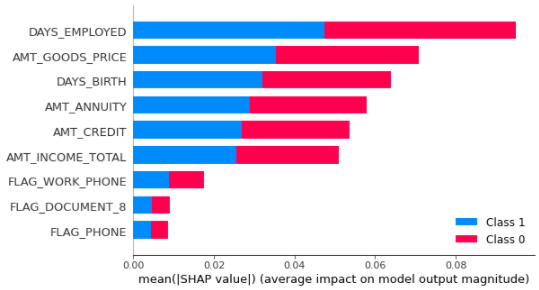 DAYS_EMPLOYED
AMT_GOODS_PRICE
DAYS_BIRTH
AMT_ANNUITY
AMT_CREDIT
AMT_INCOME_TOTAL
FLAG_WORK_PHONE
FLAG_DOCUMENT_8
FLAG_PHONE
Class 1
Class 0
0.00 0.02 0.04 0.06 0.08
mean(|SHAP value|) (average impact on model output magnitude)